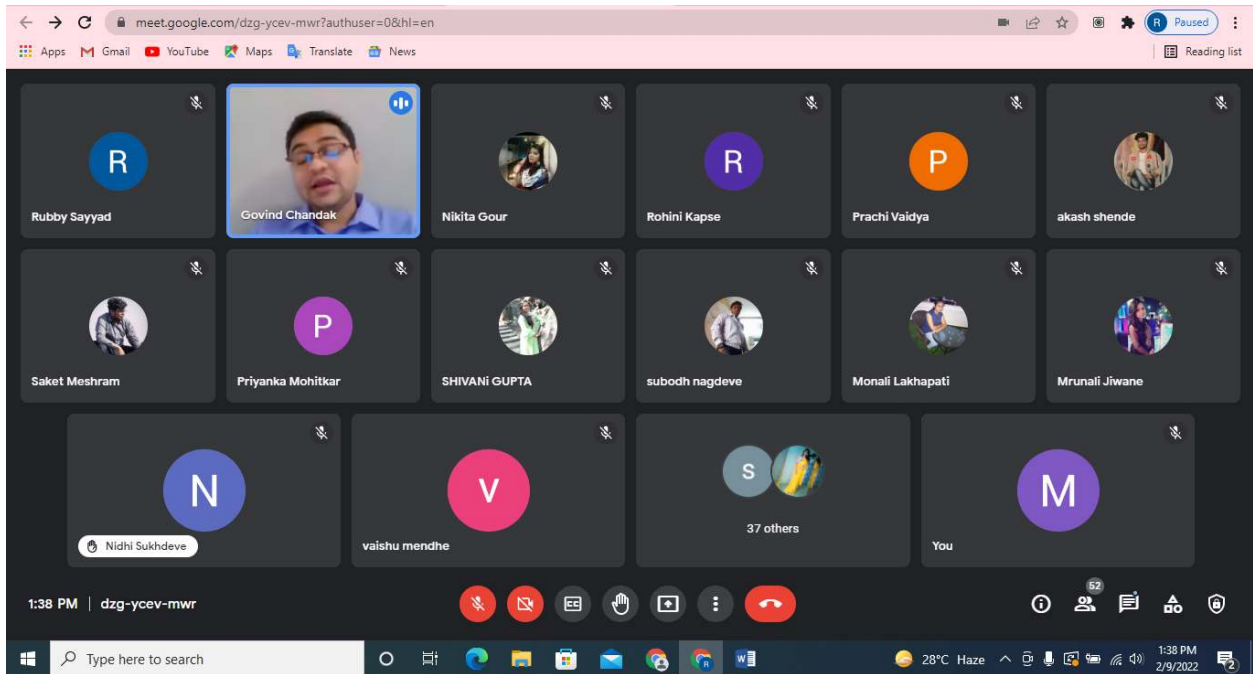 meet.google.com/dzg-ycev-mwr?authuser=0&hl=en
R Paused
Apps Gmail YouTube Maps Translate News Reading list
R
Rubby Sayyad
Govind Chandak
Nikita Gour
R
Rohini Kapse
P
Prachi Vaidya
akash shende
Saket Meshram
P
Priyanka Mohitkar
SHIVANi GUPTA
subodh nagdeve
Monali Lakhapati
Mrunali Jiwane
N
Nidhi Sukhdeve
V
vaishu mendhe
S
37 others
M
You
1:38 PM | dzg-ycev-mwr
CC
52
Type here to search
R
W
28°C Haze
1:38 PM
2/9/2022
2